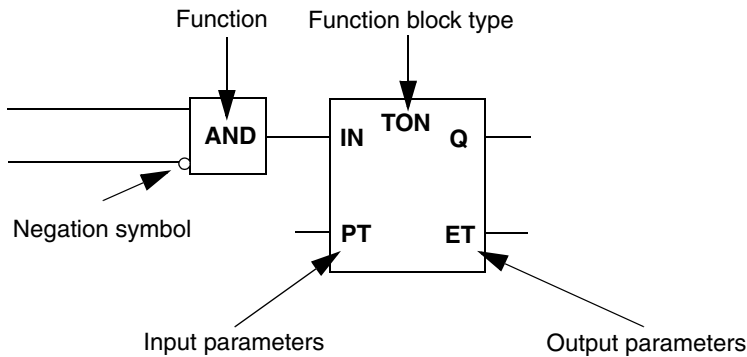 Function
Function block type
AND
TON
IN
Q
Negation symbol
PT
ET
Input parameters
Output parameters